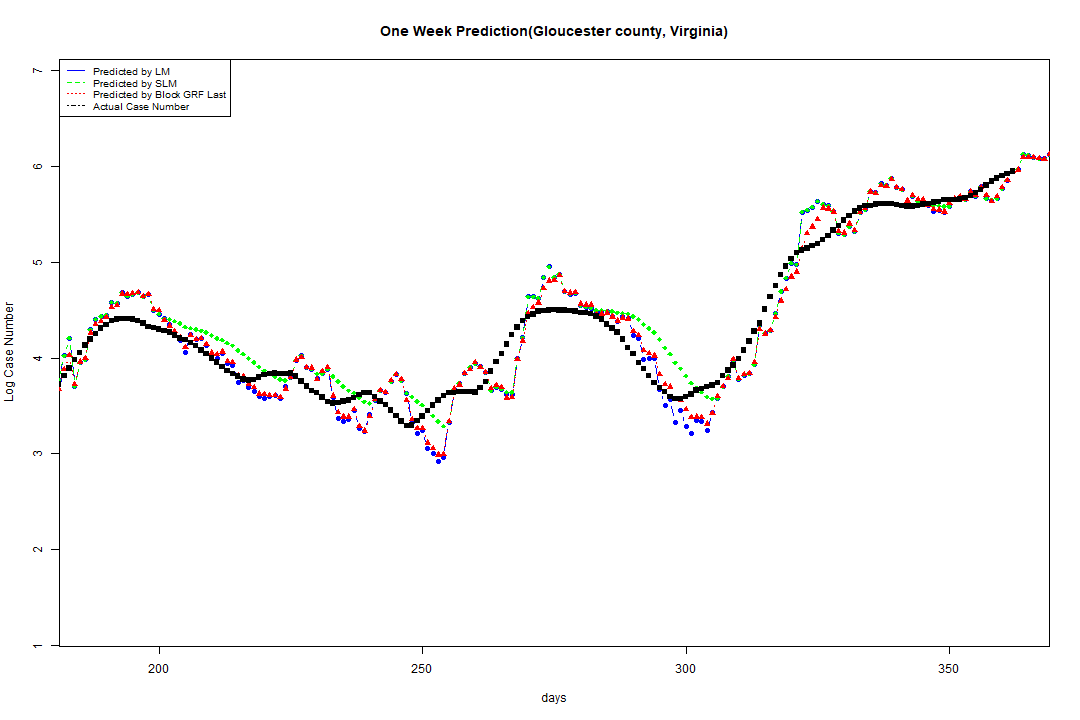 One Week Prediction(Gloucester county, Virginia)
Predicted by LM
Predicted by SLM
Predicted by Block GRF Last
Actual Case Number
7
6
5
4
3
2
1
Log Case Number
200 250 300 350
days